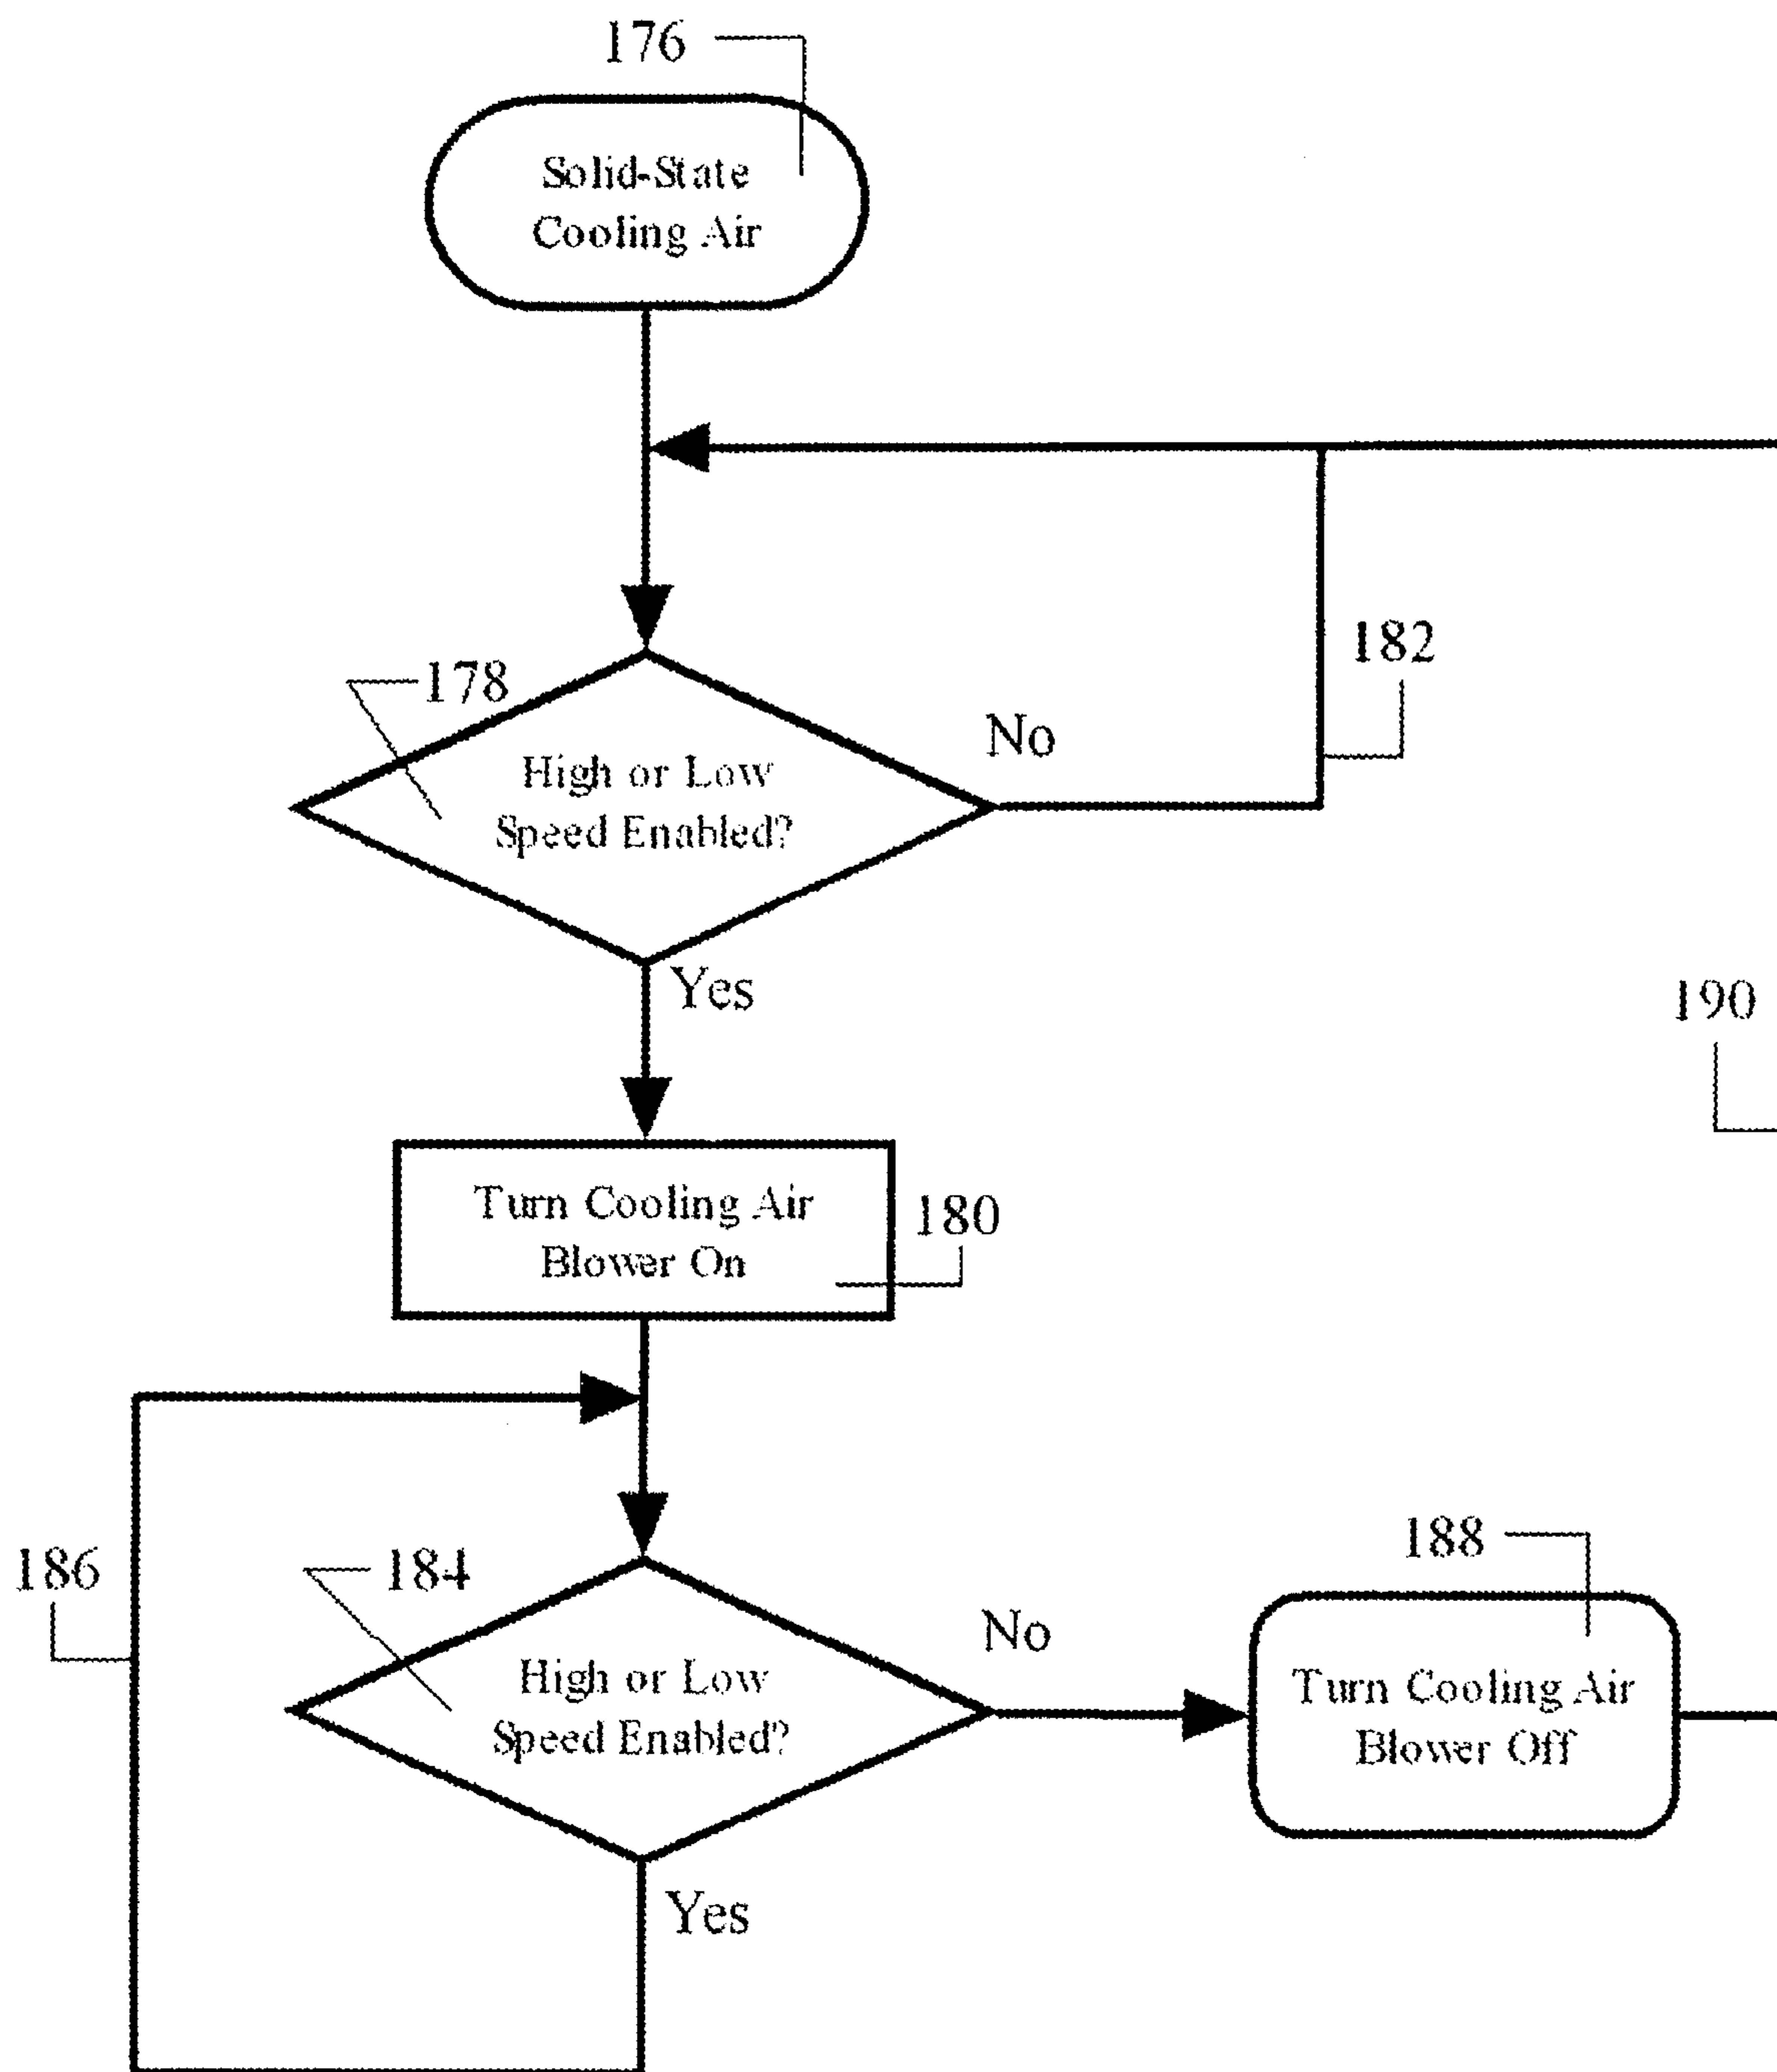 176
Solid-State
Cooling Air
182
178
No
High or Low
Speed Enabled?
Yes
190
Turn Cooling Air
Blower On
180
186
184
188
No
High or Low
Speed Enabled?
Turn Cooling Air
Blower Off
Yes